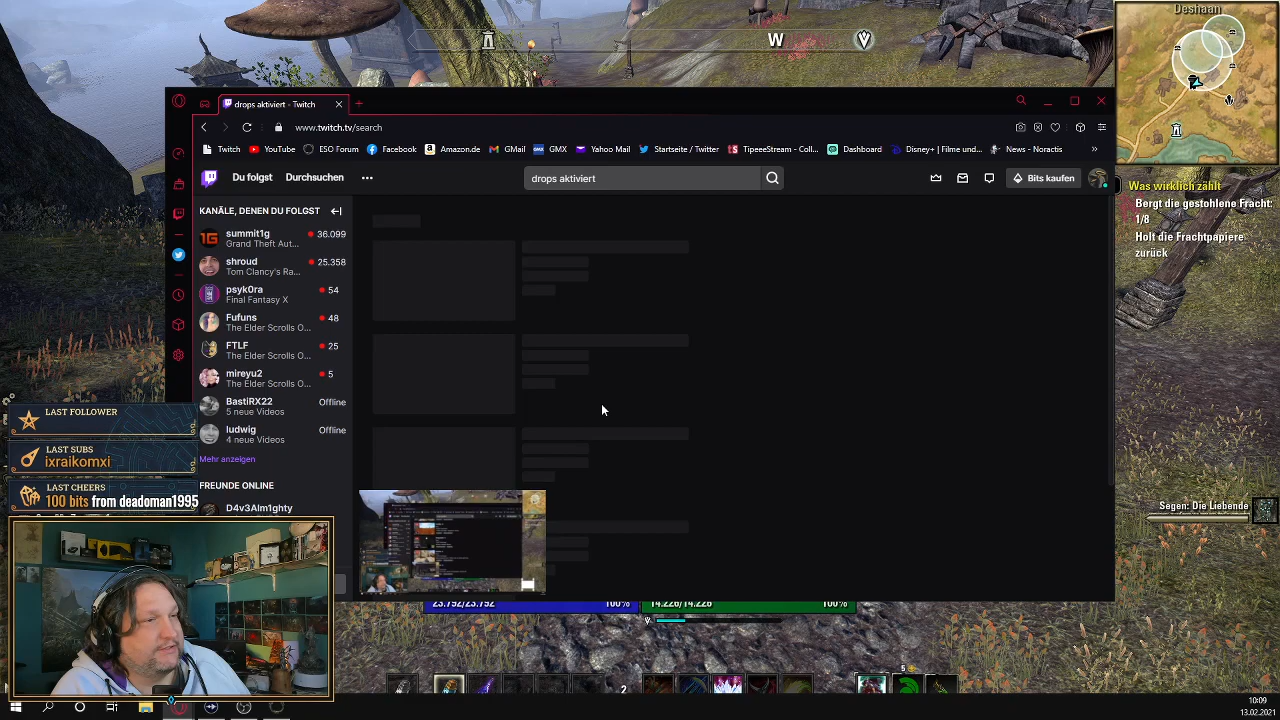 Deshaan
W
drops aktiviert - Twitch
www.twitch.tv/search
Twitch
YouTube
ESO Forum
Facebook
Amazon.de
GMail
GMX
Yahoo Mail
Startseite / Twitter
TipeeeStream - Coll...
Dashboard
Disney+ | Filme und...
News - Noractis
Du folgst
Durchsuchen
drops aktiviert
Bits kaufen
Was wirklich zählt
Bergt die gestohlene Fracht:
1/8
Holt die Frachtpapiere
zurück
KANÄLE, DENEN DU FOLGST
summit1g
36.099
Grand Theft Aut...
shroud
25.358
Tom Clancy's Ra...
psyk0ra
54
Final Fantasy X
Fufuns
48
The Elder Scrolls O...
FTLF
25
The Elder Scrolls O...
mireyu2
5
The Elder Scrolls O...
BastiRX22
Offline
5 neue Videos
ludwig
Offline
4 neue Videos
Mehr anzeigen
FREUNDE ONLINE
D4v3Alm1ghty
LAST FOLLOWER
LAST SUBS
ixraikomxi
LAST CHEERS
100 bits from deadoman1995
Segen: Die Liebende
23.792/23.792
100%
14.226/14.226
100%
5
2
10:09
13.02.2021